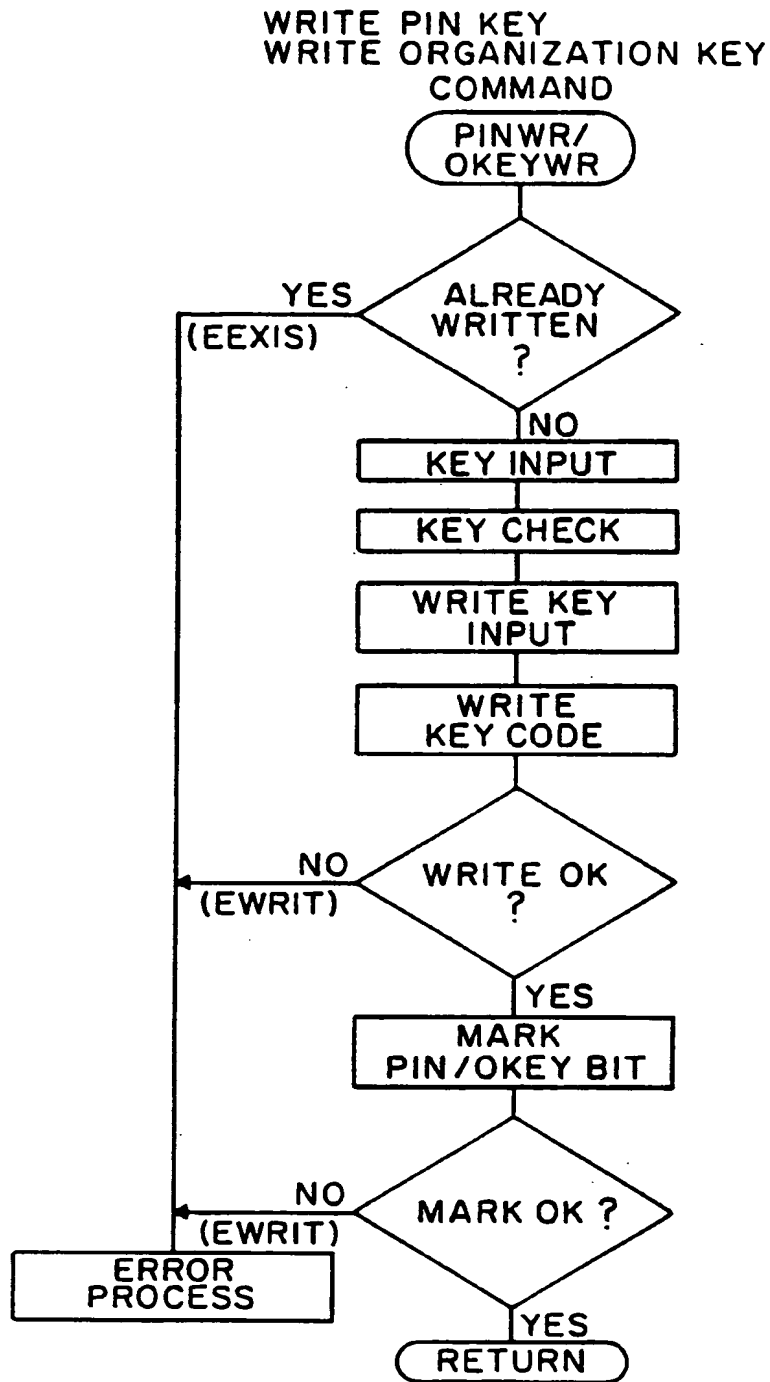 WRITE PIN KEY
WRITE ORGANIZATION KEY
COMMAND
PINWR/
OKEYWR
ALREADY
WRITTEN
?
YES
(EEXIS)
NO
KEY INPUT
KEY CHECK
WRITE KEY
INPUT
WRITE
KEY CODE
WRITE OK
?
NO
(EWRIT)
YES
MARK
PIN/OKEY BIT
MARK OK ?
NO
(EWRIT)
ERROR
PROCESS
YES
RETURN